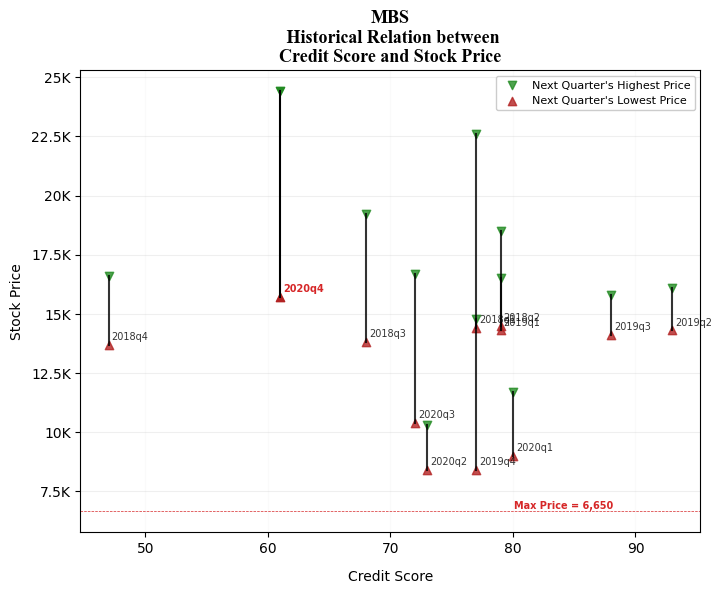 MBS
Historical Relation between
Credit Score and Stock Price
Next Quarter's Highest Price
Next Quarter's Lowest Price
Stock Price
25K
22.5K
20K
17.5K
15K
12.5K
10K
7.5K
2020q4
2018q4
2018q3
2018q2
2019q1
2019q3
2019q2
2020q3
2020q2
2019q4
2020q1
Max Price = 6,650
50
60
70
80
90
Credit Score